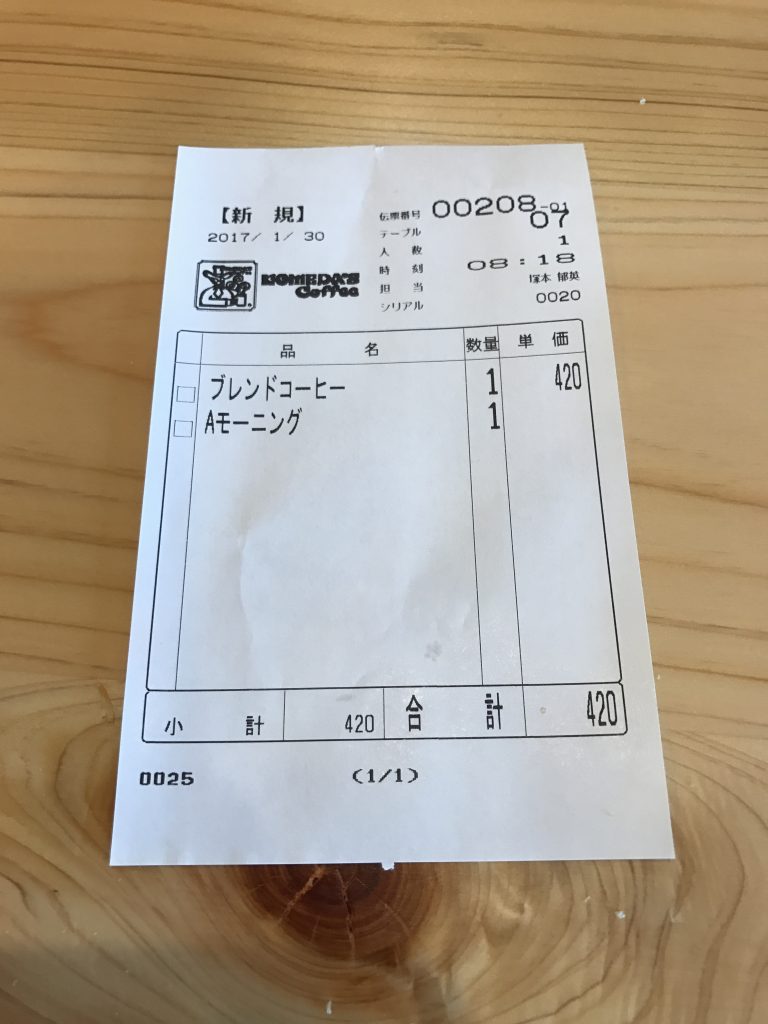 【新 規】
2017/ 1/ 30
KOMEDA'S
Coffee
伝票番号 00208-01
テーブル 07
人 数 1
時 刻 08:18
担 当 塚本 郁英
シリアル 0020
品 名 数量 単 価
ブレンドコーヒー 1 420
Aモーニング 1
小 計 420 合 計 420
0025 (1/1)